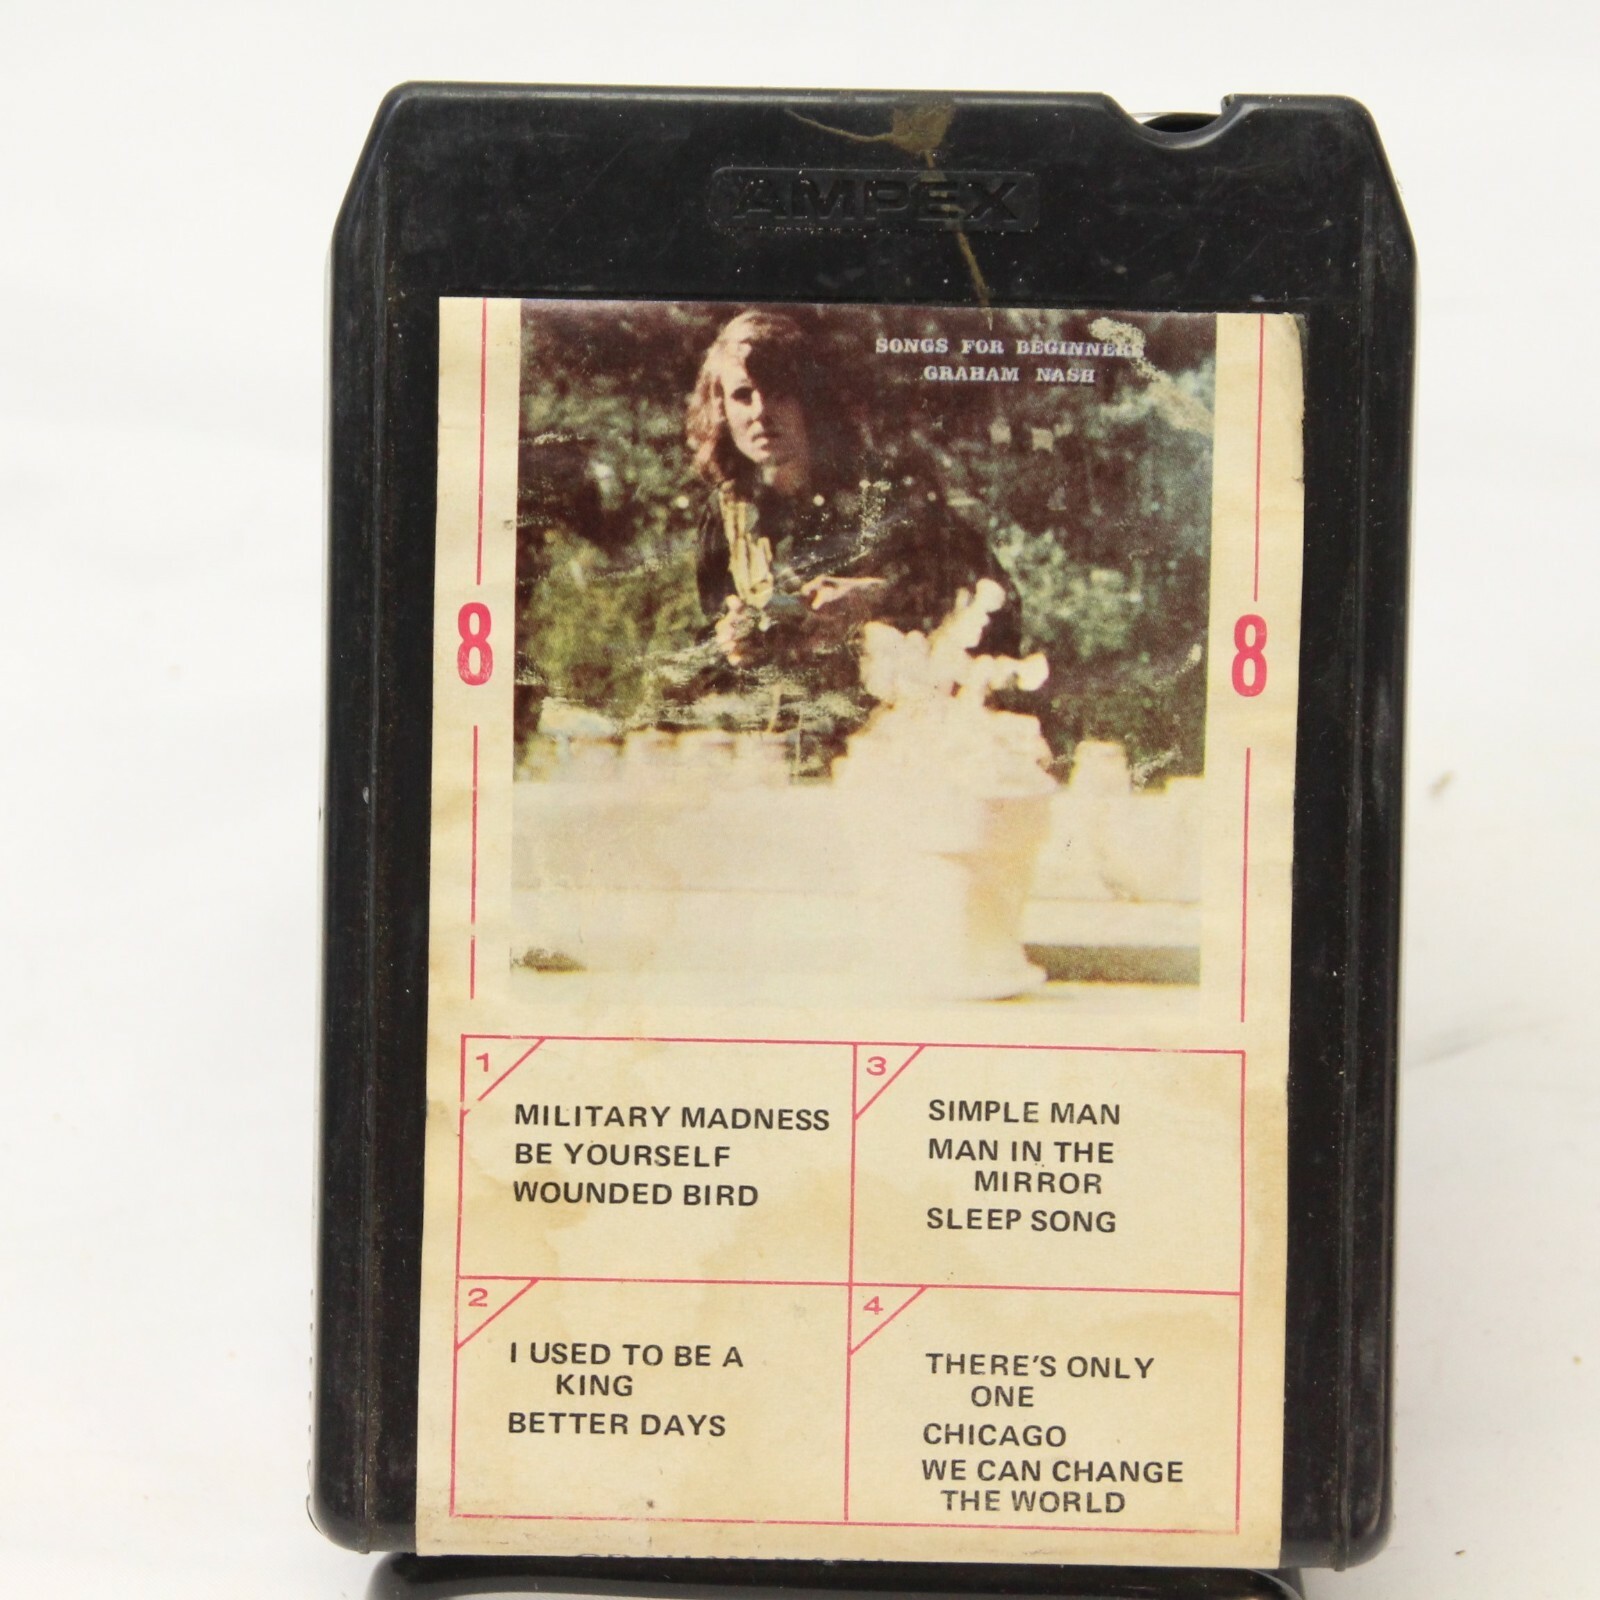 AMPEX
SONGS FOR BEGINNERS
GRAHAM NASH
8
8
1
MILITARY MADNESS
BE YOURSELF
WOUNDED BIRD
3
SIMPLE MAN
MAN IN THE
MIRROR
SLEEP SONG
2
I USED TO BE A
KING
BETTER DAYS
4
THERE'S ONLY
ONE
CHICAGO
WE CAN CHANGE
THE WORLD